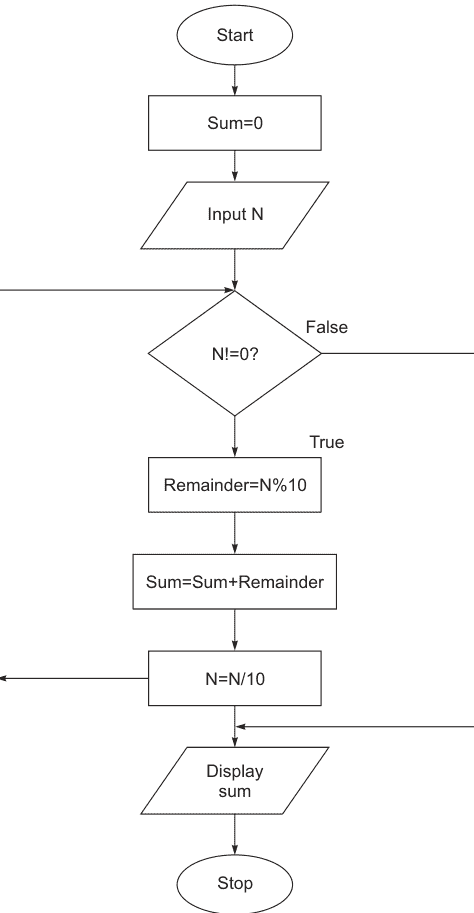 Start
Sum=0
Input N
False
N!=0?
True
Remainder=N%10
Sum=Sum+Remainder
N=N/10
Display
sum
Stop